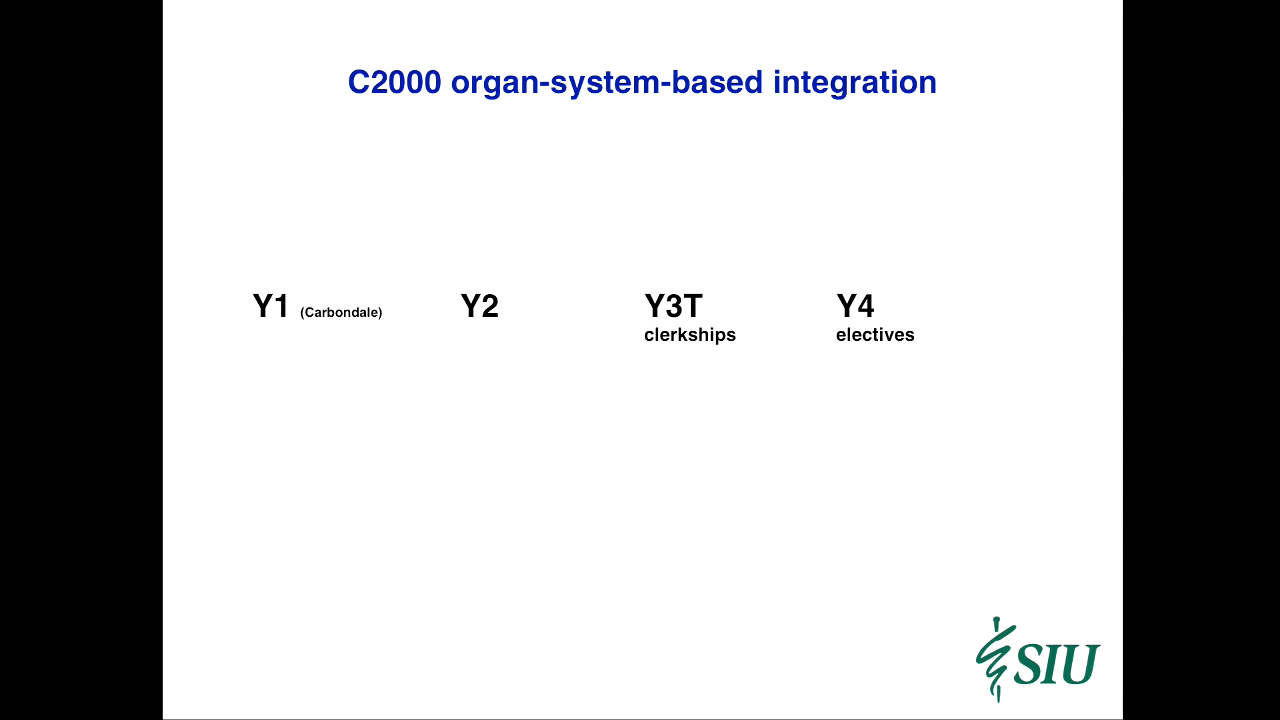 C2000 organ-system-based integration
Y1 (Carbondale) Y2 Y3T Y4
clerkships electives
SIU